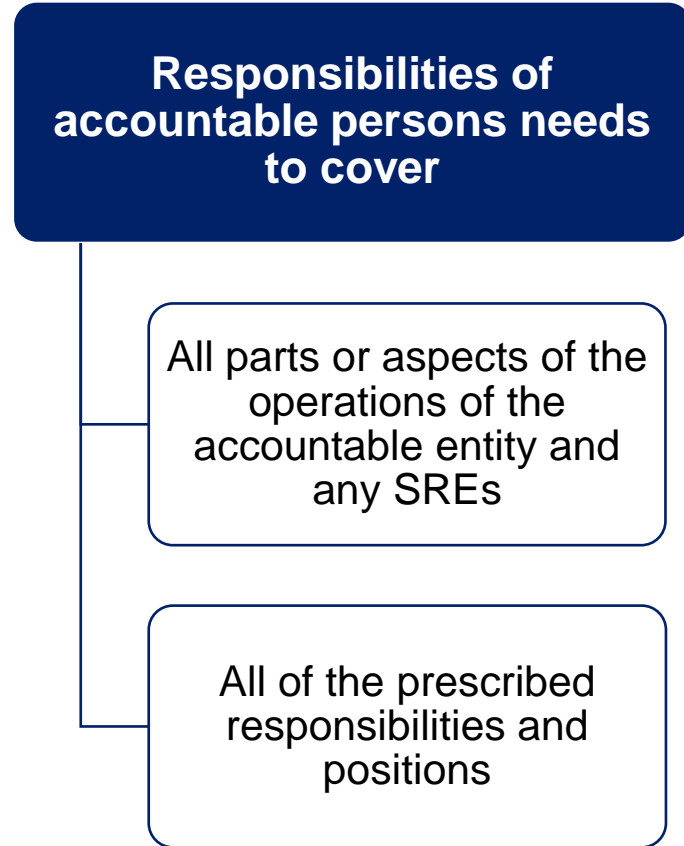 Responsibilities of
accountable persons needs
to cover
All parts or aspects of the
operations of the
accountable entity and
any SREs
All of the prescribed
responsibilities and
positions